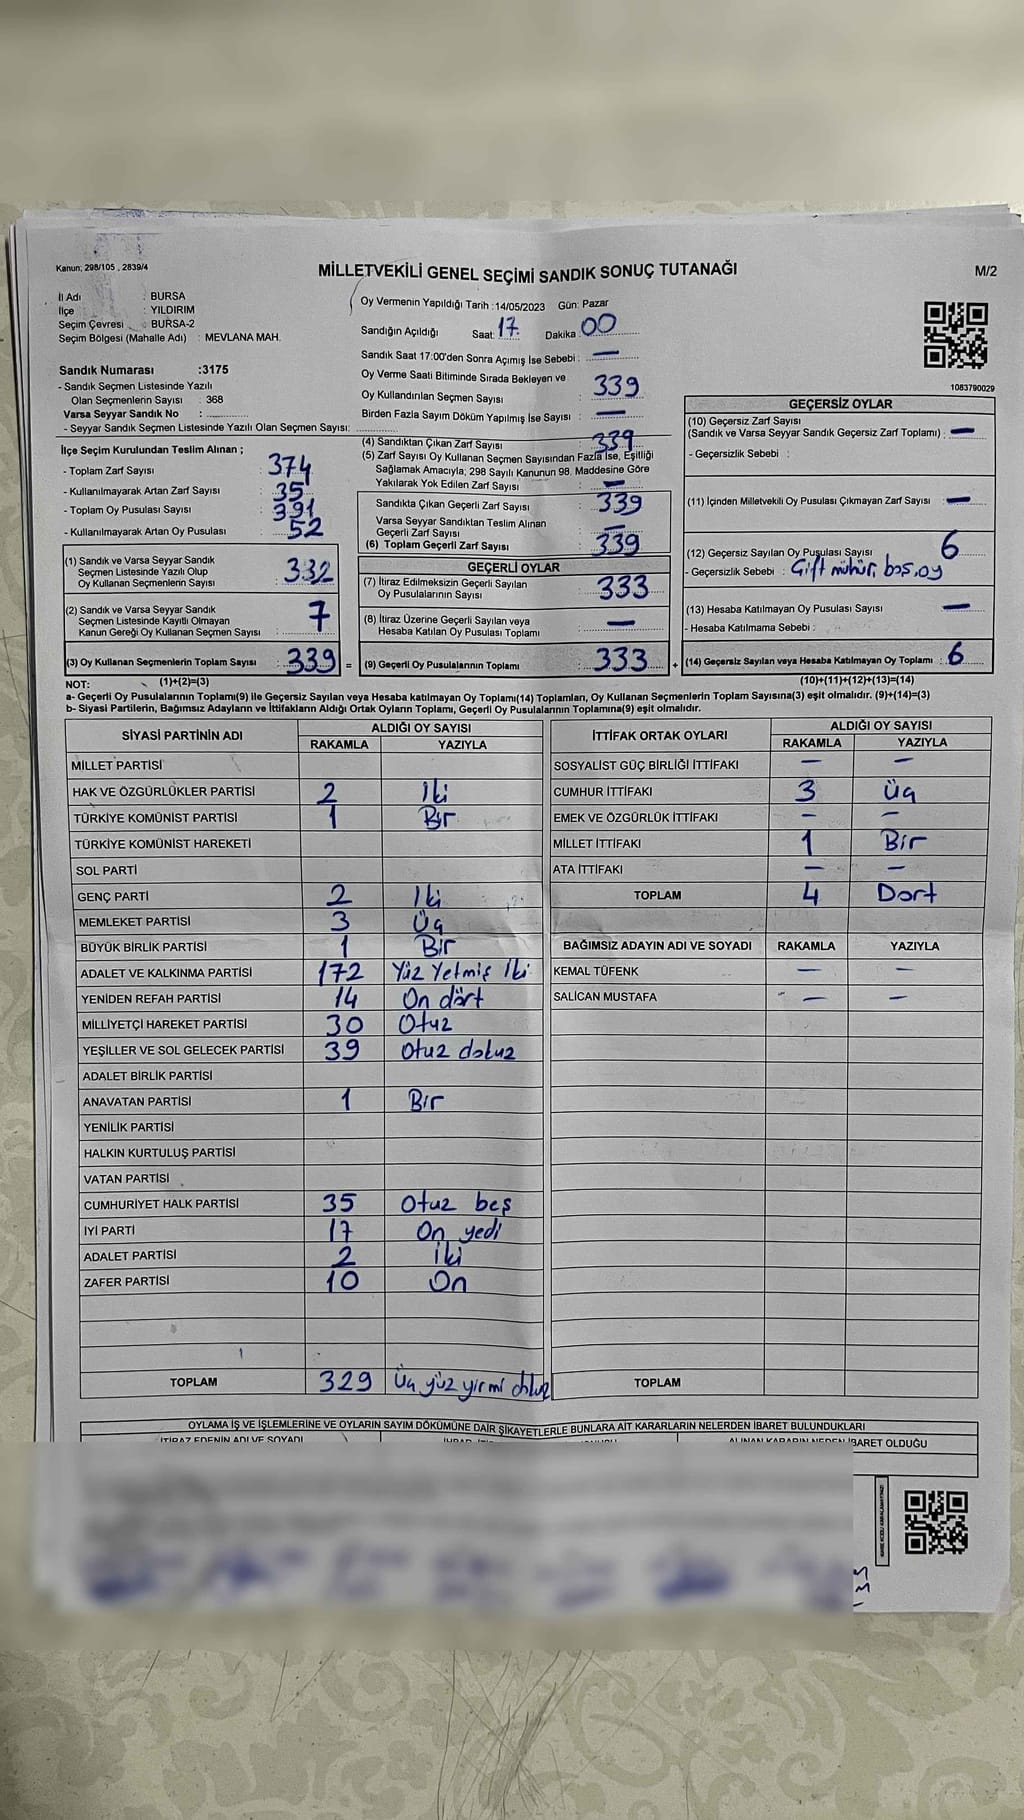 Kanun; 298/105 , 2839/4
MİLLETVEKİLİ GENEL SEÇİMİ SANDIK SONUÇ TUTANAĞI
M/2
İl Adı : BURSA
İlçe : YILDIRIM
Seçim Çevresi : BURSA-2
Seçim Bölgesi (Mahalle Adı) : MEVLANA MAH.
Sandık Numarası :3175
- Sandık Seçmen Listesinde Yazılı
Olan Seçmenlerin Sayısı : 368
Varsa Seyyar Sandık No :
- Seyyar Sandık Seçmen Listesinde Yazılı Olan Seçmen Sayısı:
İlçe Seçim Kurulundan Teslim Alınan ;
- Toplam Zarf Sayısı : 374
- Kullanılmayarak Artan Zarf Sayısı : 35
- Toplam Oy Pusulası Sayısı : 391
- Kullanılmayarak Artan Oy Pusulası : 52
(1) Sandık ve Varsa Seyyar Sandık
Seçmen Listesinde Yazılı Olup
Oy Kullanan Seçmenlerin Sayısı : 332
(2) Sandık ve Varsa Seyyar Sandık
Seçmen Listesinde Kayıtlı Olmayan
Kanun Gereği Oy Kullanan Seçmen Sayısı : 7
(3) Oy Kullanan Seçmenlerin Toplam Sayısı : 339 =
Oy Vermenin Yapıldığı Tarih :14/05/2023 Gün: Pazar
Sandığın Açıldığı Saat: 17 Dakika: 00
Sandık Saat 17:00'den Sonra Açımış İse Sebebi : —
Oy Verme Saati Bitiminde Sırada Bekleyen ve
Oy Kullandırılan Seçmen Sayısı : 339
Birden Fazla Sayım Döküm Yapılmış İse Sayısı : —
(4) Sandıktan Çıkan Zarf Sayısı : 339
(5) Zarf Sayısı Oy Kullanan Seçmen Sayısından Fazla İse, Eşitliği
Sağlamak Amacıyla; 298 Sayılı Kanunun 98. Maddesine Göre
Yakılarak Yok Edilen Zarf Sayısı : —
Sandıkta Çıkan Geçerli Zarf Sayısı : 339
Varsa Seyyar Sandıktan Teslim Alınan
Geçerli Zarf Sayısı : —
(6) Toplam Geçerli Zarf Sayısı : 339
GEÇERLİ OYLAR
(7) İtiraz Edilmeksizin Geçerli Sayılan
Oy Pusulalarının Sayısı : 333
(8) İtiraz Üzerine Geçerli Sayılan veya
Hesaba Katılan Oy Pusulası Toplamı : —
(9) Geçerli Oy Pusulalarının Toplamı : 333 +
1083790029
GEÇERSİZ OYLAR
(10) Geçersiz Zarf Sayısı
(Sandık ve Varsa Seyyar Sandık Geçersiz Zarf Toplamı) : —
- Geçersizlik Sebebi :
(11) İçinden Milletvekili Oy Pusulası Çıkmayan Zarf Sayısı : —
(12) Geçersiz Sayılan Oy Pusulası Sayısı : 6
- Geçersizlik Sebebi : Çift mühür, boş oy
(13) Hesaba Katılmayan Oy Pusulası Sayısı : —
- Hesaba Katılmama Sebebi :
(14) Geçersiz Sayılan veya Hesaba Katılmayan Oy Toplamı : 6
NOT: (1)+(2)=(3) (10)+(11)+(12)+(13)=(14)
a- Geçerli Oy Pusulalarının Toplamı(9) ile Geçersiz Sayılan veya Hesaba katılmayan Oy Toplamı(14) Toplamları, Oy Kullanan Seçmenlerin Toplam Sayısına(3) eşit olmalıdır. (9)+(14)=(3)
b- Siyasi Partilerin, Bağımsız Adayların ve İttifakların Aldığı Ortak Oyların Toplamı, Geçerli Oy Pusulalarının Toplamına(9) eşit olmalıdır.
SİYASİ PARTİNİN ADI ALDIĞI OY SAYISI
RAKAMLA YAZIYLA
MİLLET PARTİSİ
HAK VE ÖZGÜRLÜKLER PARTİSİ 2 İki
TÜRKİYE KOMÜNİST PARTİSİ 1 Bir
TÜRKİYE KOMÜNİST HAREKETİ
SOL PARTİ
GENÇ PARTİ 2 İki
MEMLEKET PARTİSİ 3 Üç
BÜYÜK BİRLİK PARTİSİ 1 Bir
ADALET VE KALKINMA PARTİSİ 172 Yüz Yetmiş İki
YENİDEN REFAH PARTİSİ 14 On dört
MİLLİYETÇİ HAREKET PARTİSİ 30 Otuz
YEŞİLLER VE SOL GELECEK PARTİSİ 39 Otuz dokuz
ADALET BİRLİK PARTİSİ
ANAVATAN PARTİSİ 1 Bir
YENİLİK PARTİSİ
HALKIN KURTULUŞ PARTİSİ
VATAN PARTİSİ
CUMHURİYET HALK PARTİSİ 35 Otuz beş
İYİ PARTİ 17 On yedi
ADALET PARTİSİ 2 İki
ZAFER PARTİSİ 10 On
TOPLAM 329 Üç yüz yirmi dokuz
İTTİFAK ORTAK OYLARI ALDIĞI OY SAYISI
RAKAMLA YAZIYLA
SOSYALİST GÜÇ BİRLİĞİ İTTİFAKI — —
CUMHUR İTTİFAKI 3 Üç
EMEK VE ÖZGÜRLÜK İTTİFAKI — —
MİLLET İTTİFAKI 1 Bir
ATA İTTİFAKI — —
TOPLAM 4 Dört
BAĞIMSIZ ADAYIN ADI VE SOYADI RAKAMLA YAZIYLA
KEMAL TÜFENK — —
SALİCAN MUSTAFA — —
TOPLAM
OYLAMA İŞ VE İŞLEMLERİNE VE OYLARIN SAYIM DÖKÜMÜNE DAİR ŞİKAYETLERLE BUNLARA AİT KARARLARIN NELERDEN İBARET BULUNDUKLARI
İTİRAZ EDENİN ADI VE SOYADI ALINAN KARARIN NEDEN İBARET OLDUĞU